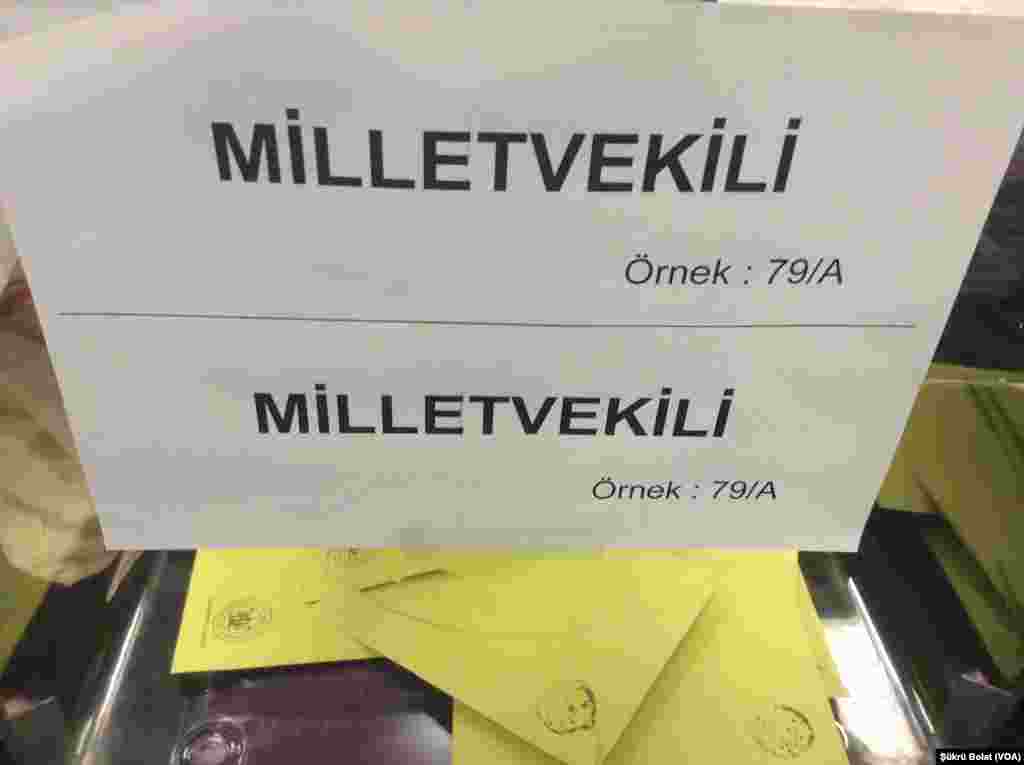 MİLLETVEKİLİ
Örnek : 79/A
MİLLETVEKİLİ
Örnek : 79/A
Şükrü Bolat (VOA)